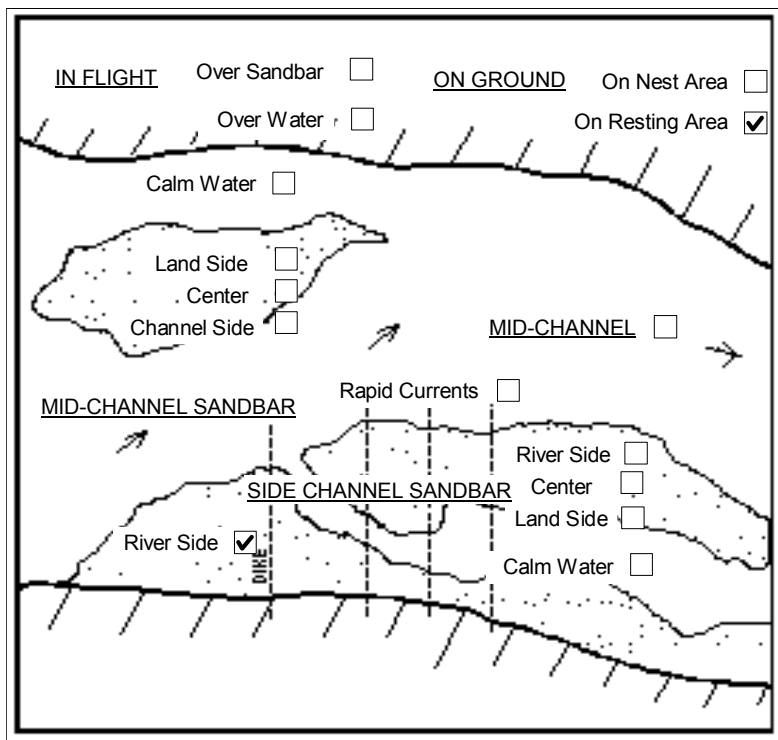 IN FLIGHT
Over Sandbar
ON GROUND
On Nest Area
Over Water
On Resting Area
Calm Water
Land Side
Center
Channel Side
MID-CHANNEL
Rapid Currents
MID-CHANNEL SANDBAR
River Side
SIDE CHANNEL SANDBAR
Center
Land Side
River Side
DIKE
Calm Water